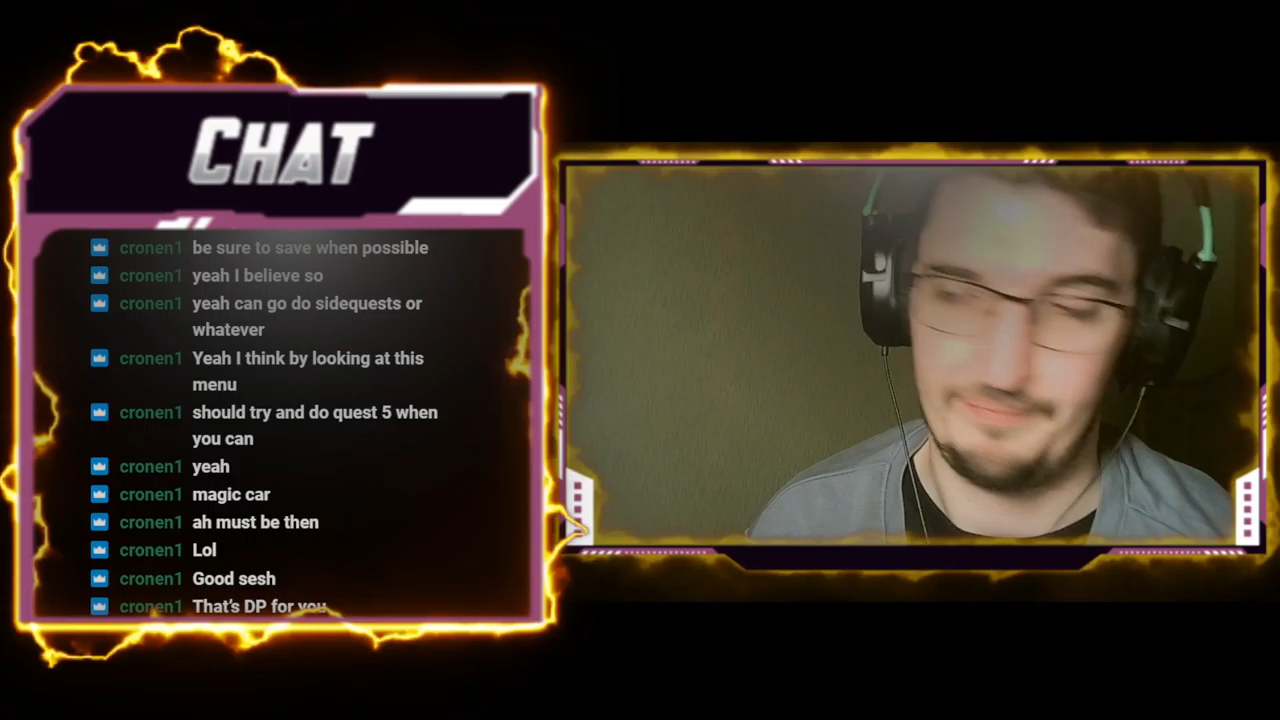 CHAT
cronen1 be sure to save when possible
cronen1 yeah I believe so
cronen1 yeah can go do sidequests or
whatever
cronen1 Yeah I think by looking at this
menu
cronen1 should try and do quest 5 when
you can
cronen1 yeah
cronen1 magic car
cronen1 ah must be then
cronen1 Lol
cronen1 Good sesh
cronen1 That's DP for you